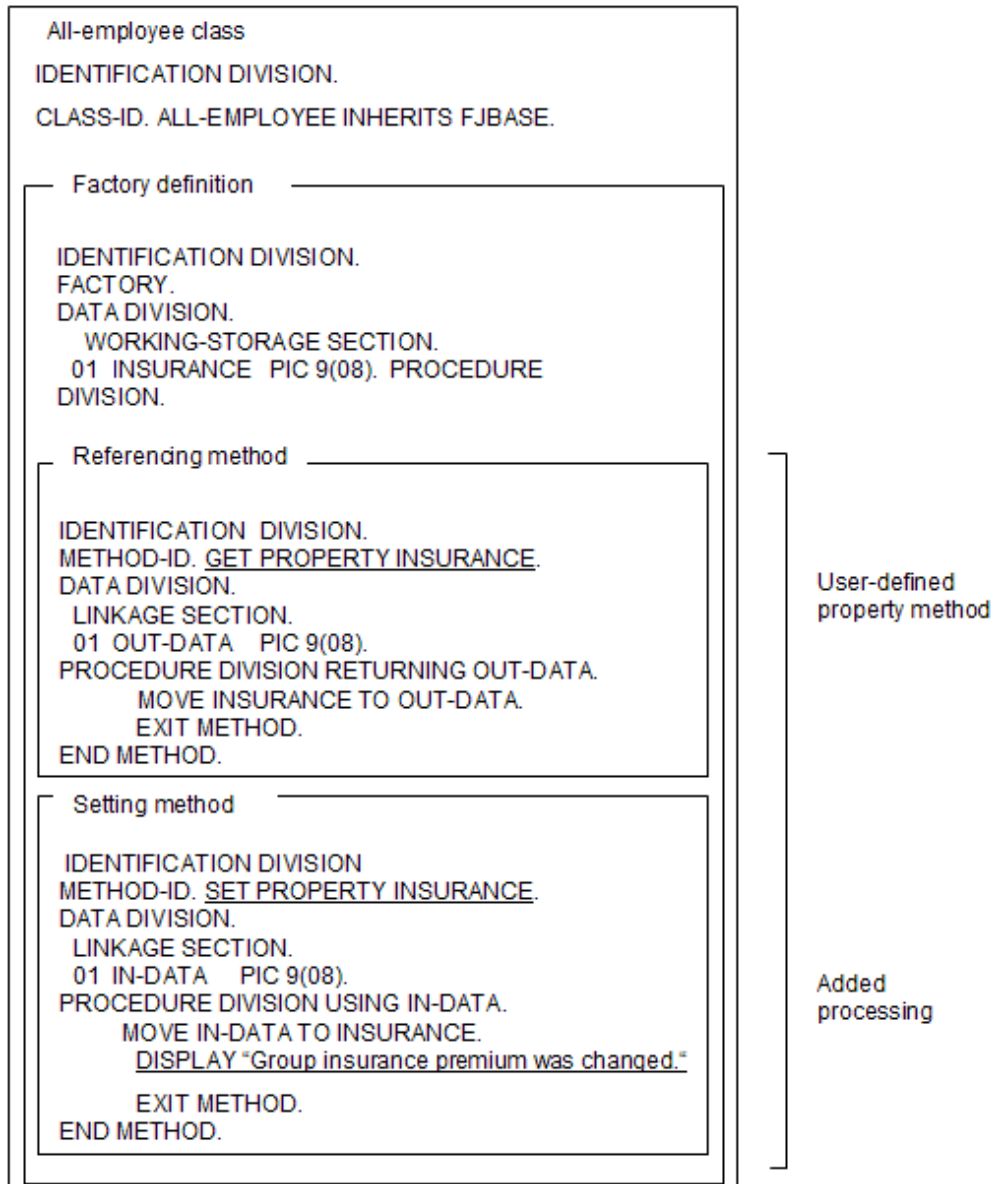 All-employee class
IDENTIFICATION DIVISION.
CLASS-ID. ALL-EMPLOYEE INHERITS FJBASE.
Factory definition
IDENTIFICATION DIVISION.
FACTORY.
DATA DIVISION.
WORKING-STORAGE SECTION.
01 INSURANCE PIC 9(08). PROCEDURE
DIVISION.
Referencing method
IDENTIFICATION DIVISION.
METHOD-ID. GET PROPERTY INSURANCE.
DATA DIVISION.
LINKAGE SECTION.
01 OUT-DATA PIC 9(08).
PROCEDURE DIVISION RETURNING OUT-DATA.
MOVE INSURANCE TO OUT-DATA.
EXIT METHOD.
END METHOD.
Setting method
IDENTIFICATION DIVISION
METHOD-ID. SET PROPERTY INSURANCE.
DATA DIVISION.
LINKAGE SECTION.
01 IN-DATA PIC 9(08).
PROCEDURE DIVISION USING IN-DATA.
MOVE IN-DATA TO INSURANCE.
DISPLAY “Group insurance premium was changed.“
EXIT METHOD.
END METHOD.
User-defined
property method
Added
processing